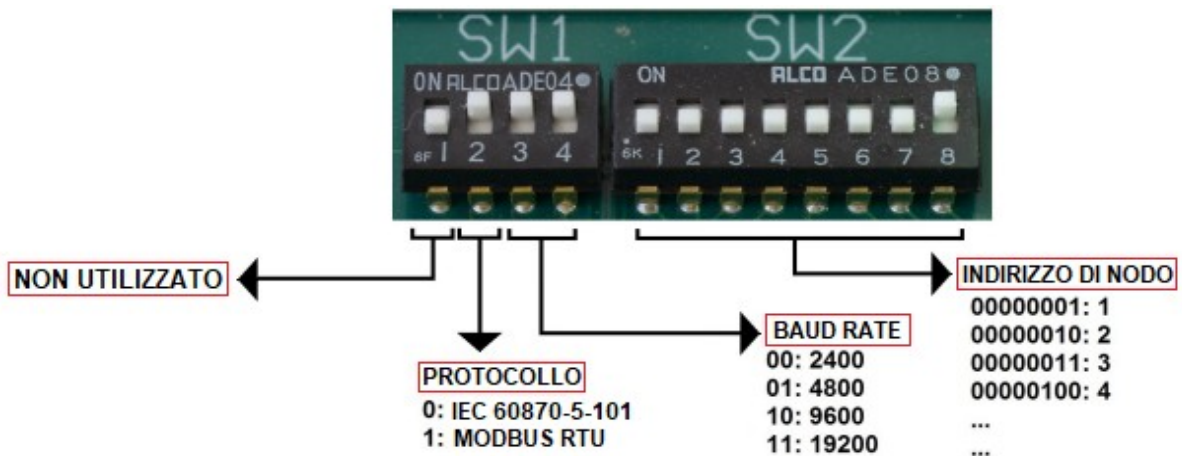 SW1 SW2
ON ALCO ADE04
ON ALCO ADE08
6F 1 2 3 4
6K 1 2 3 4 5 6 7 8
NON UTILIZZATO
PROTOCOLLO
0: IEC 60870-5-101
1: MODBUS RTU
BAUD RATE
00: 2400
01: 4800
10: 9600
11: 19200
INDIRIZZO DI NODO
00000001: 1
00000010: 2
00000011: 3
00000100: 4
...
...